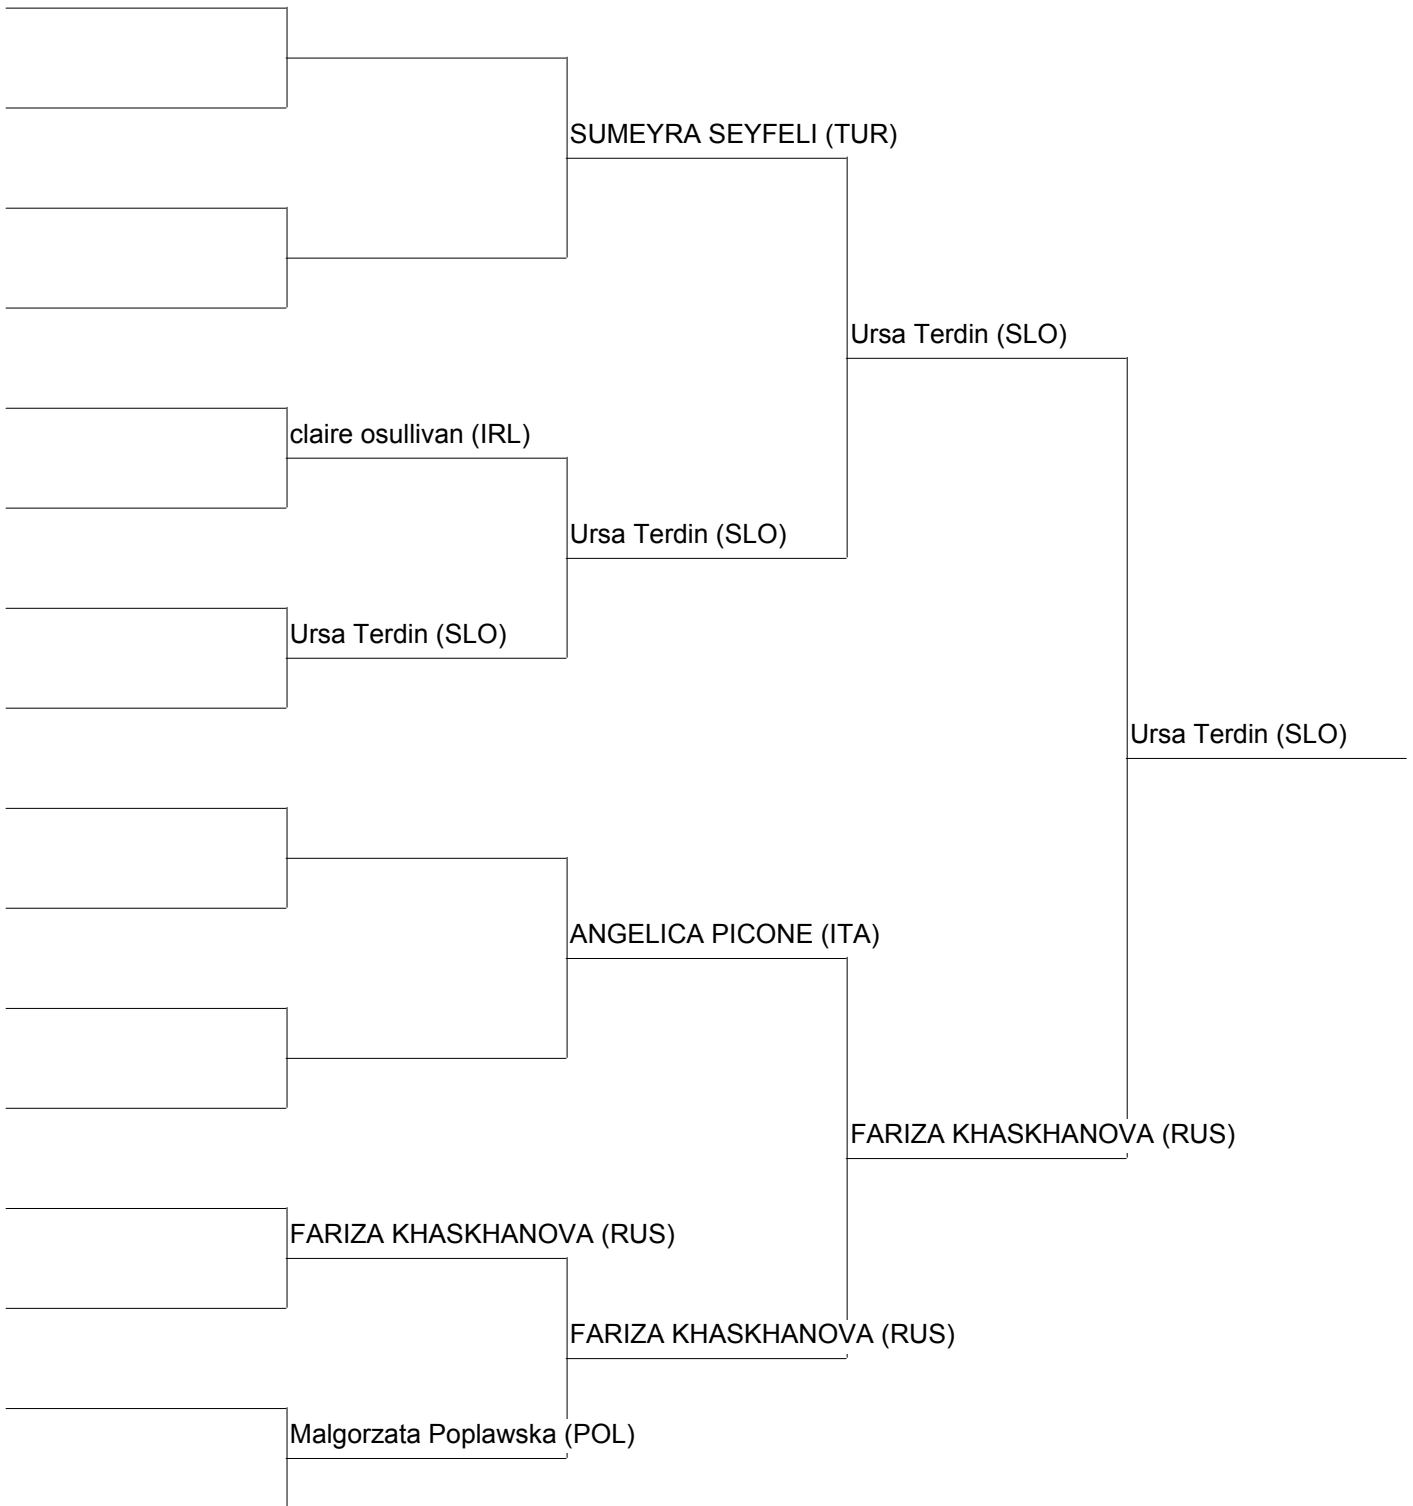 SUMEYRA SEYFELI (TUR)
Ursa Terdin (SLO)
claire osullivan (IRL)
Ursa Terdin (SLO)
Ursa Terdin (SLO)
Ursa Terdin (SLO)
ANGELICA PICONE (ITA)
FARIZA KHASKHANOVA (RUS)
FARIZA KHASKHANOVA (RUS)
FARIZA KHASKHANOVA (RUS)
Malgorzata Poplawska (POL)